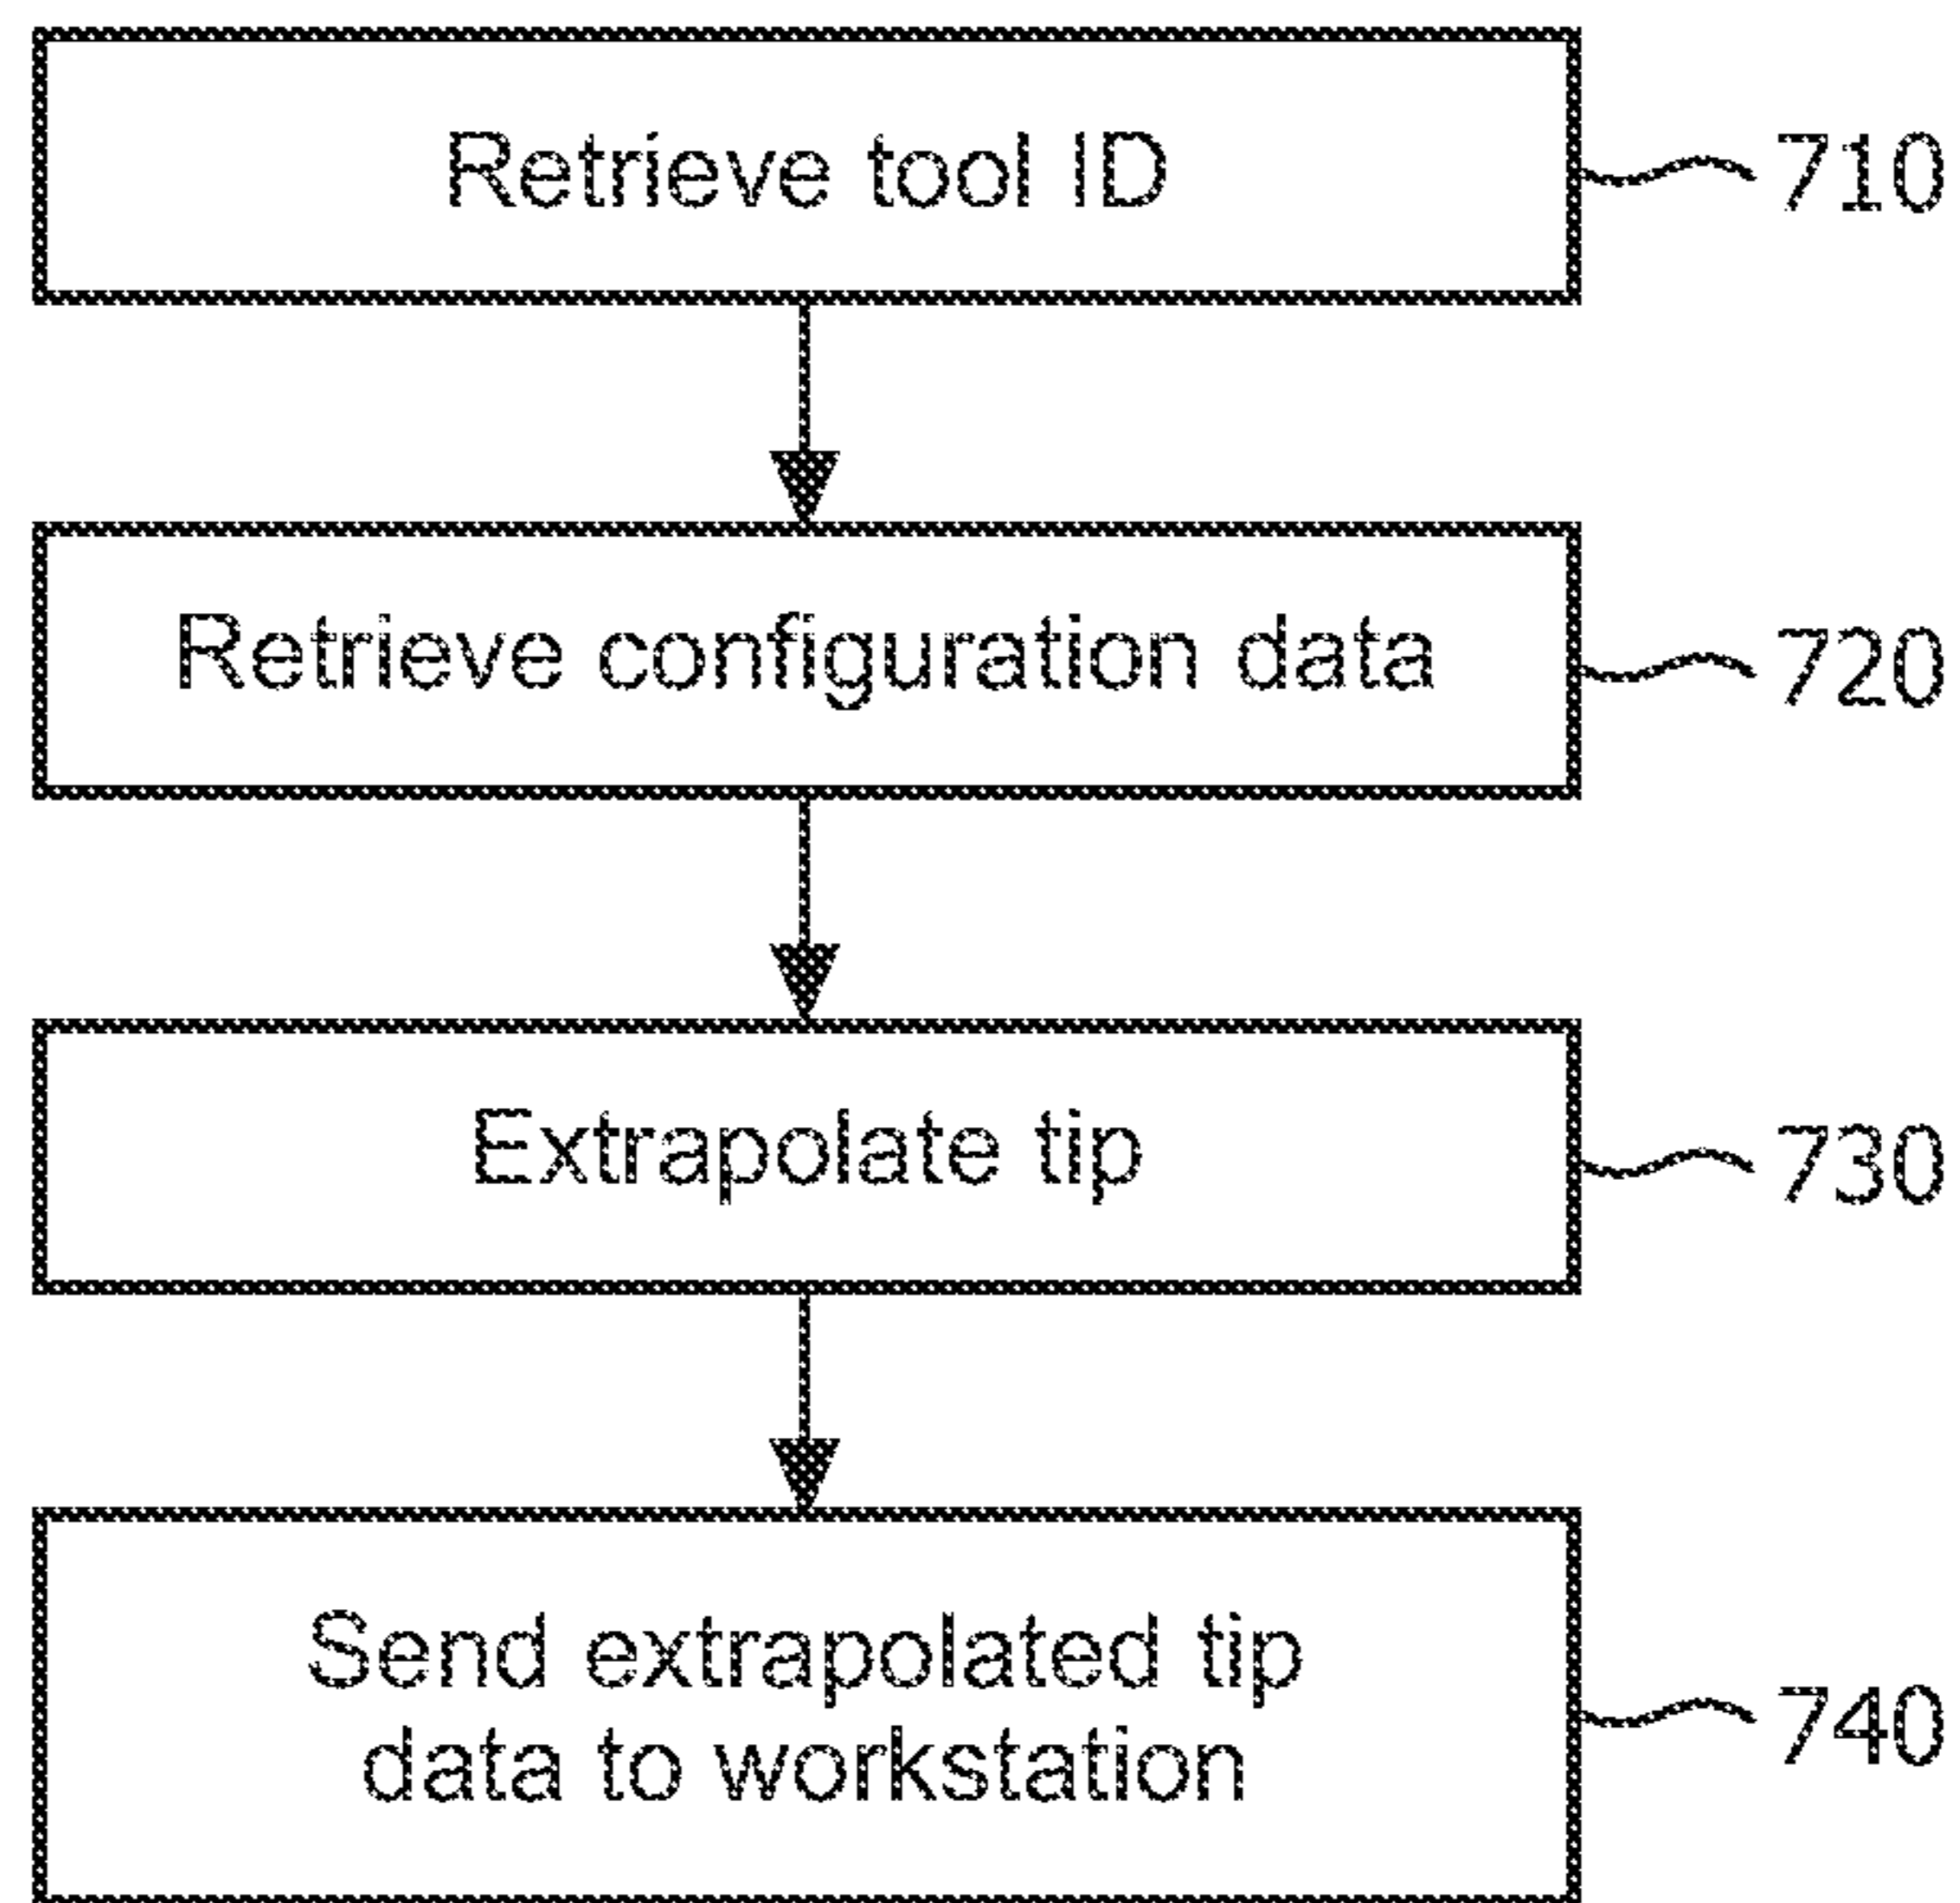 Retrieve tool ID
710
Retrieve configuration data
720
Extrapolate tip
730
Send extrapolated tip
data to workstation
740